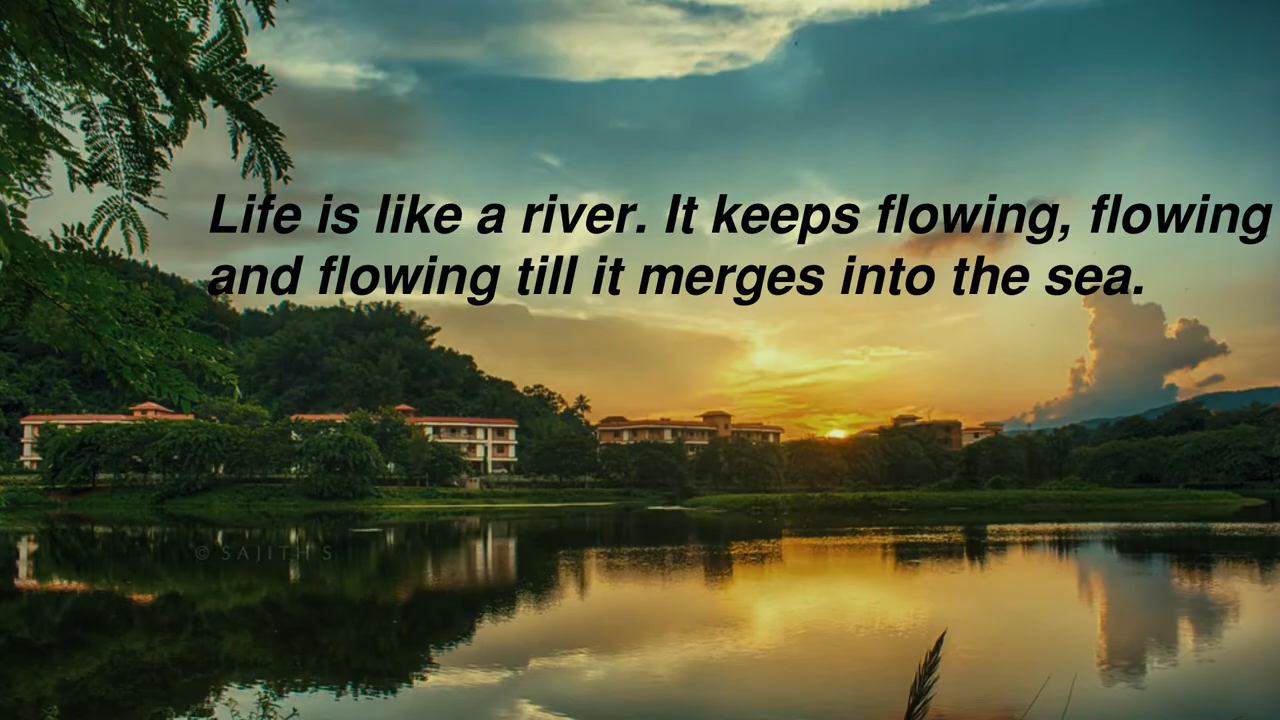 Life is like a river. It keeps flowing, flowing
and flowing till it merges into the sea.
© SAJITH S